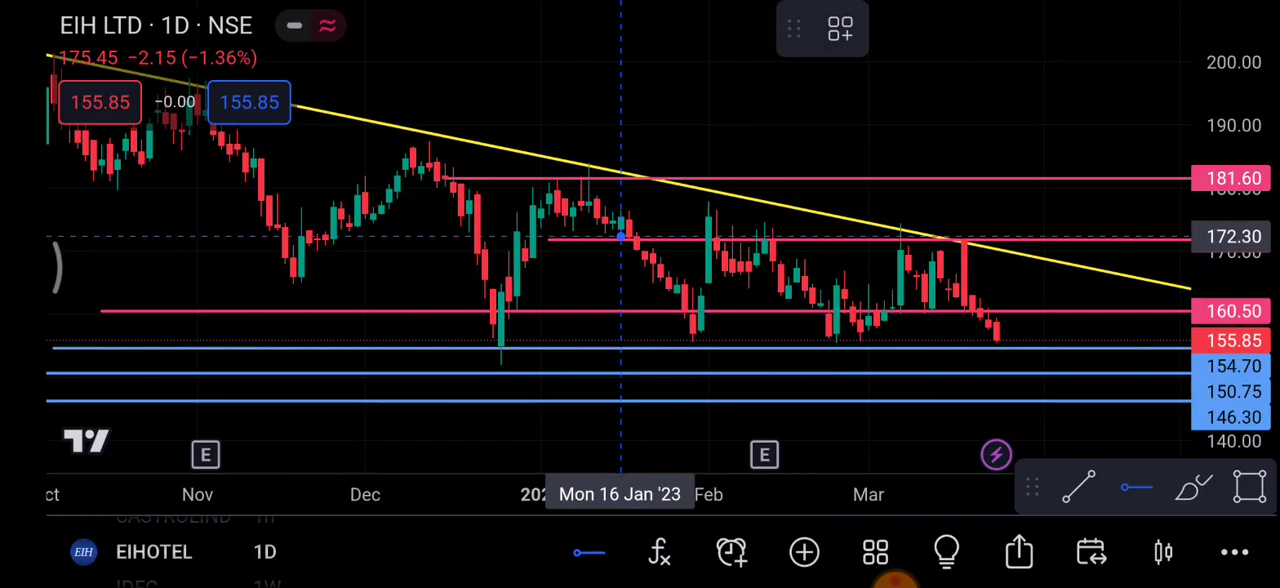 EIH LTD · 1D · NSE
175.45 −2.15 (−1.36%)
155.85 −0.00 155.85
200.00
190.00
181.60
180.00
172.30
170.00
160.50
155.85
154.70
150.75
146.30
140.00
E E
Nov Dec Mon 16 Jan '23 Feb Mar
CASTROLIND 1h
EIH EIHOTEL 1D